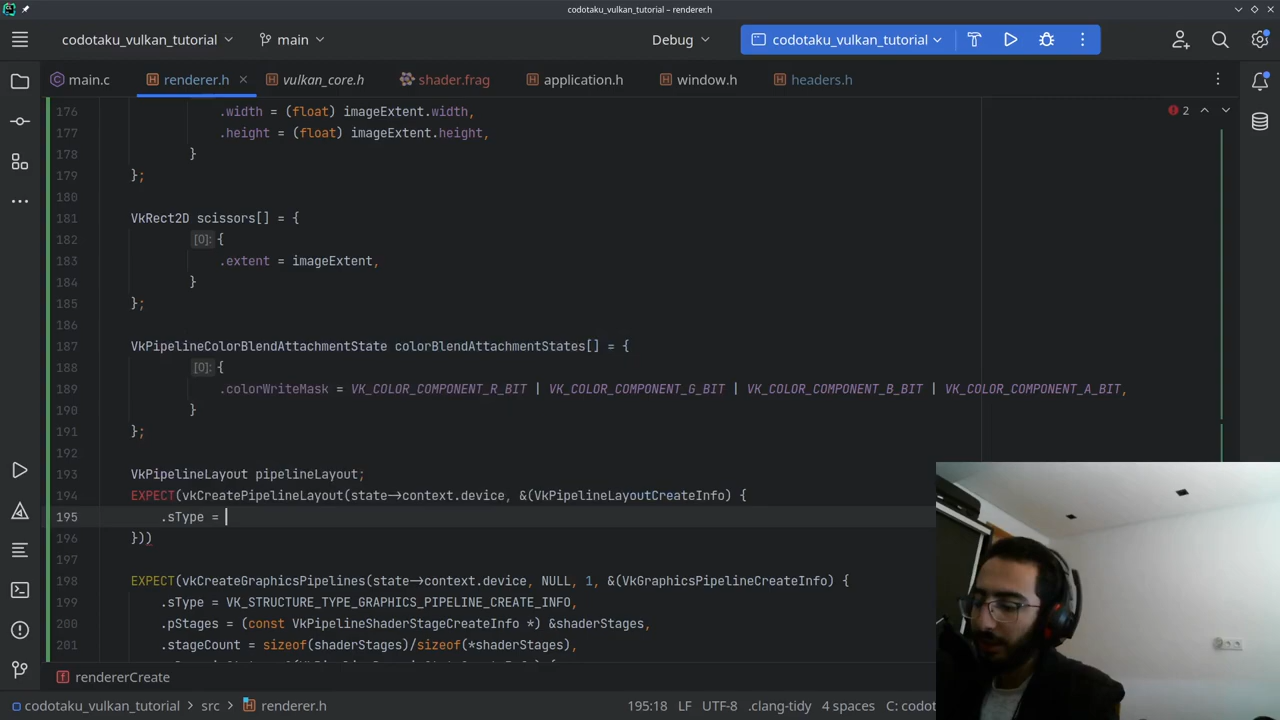 codotaku_vulkan_tutorial – renderer.h
codotaku_vulkan_tutorial
main
Debug
codotaku_vulkan_tutorial
main.c
renderer.h
vulkan_core.h
shader.frag
application.h
window.h
headers.h
2
176 .width = (float) imageExtent.width,
177 .height = (float) imageExtent.height,
178 }
179 };
180
181 VkRect2D scissors[] = {
182 [0]: {
183 .extent = imageExtent,
184 }
185 };
186
187 VkPipelineColorBlendAttachmentState colorBlendAttachmentStates[] = {
188 [0]: {
189 .colorWriteMask = VK_COLOR_COMPONENT_R_BIT | VK_COLOR_COMPONENT_G_BIT | VK_COLOR_COMPONENT_B_BIT | VK_COLOR_COMPONENT_A_BIT,
190 }
191 };
192
193 VkPipelineLayout pipelineLayout;
194 EXPECT(vkCreatePipelineLayout(state->context.device, &(VkPipelineLayoutCreateInfo) {
195 .sType =
196 }))
197
198 EXPECT(vkCreateGraphicsPipelines(state->context.device, NULL, 1, &(VkGraphicsPipelineCreateInfo) {
199 .sType = VK_STRUCTURE_TYPE_GRAPHICS_PIPELINE_CREATE_INFO,
200 .pStages = (const VkPipelineShaderStageCreateInfo *) &shaderStages,
201 .stageCount = sizeof(shaderStages)/sizeof(*shaderStages),
rendererCreate
codotaku_vulkan_tutorial > src > renderer.h
195:18 LF UTF-8 .clang-tidy 4 spaces C: codo